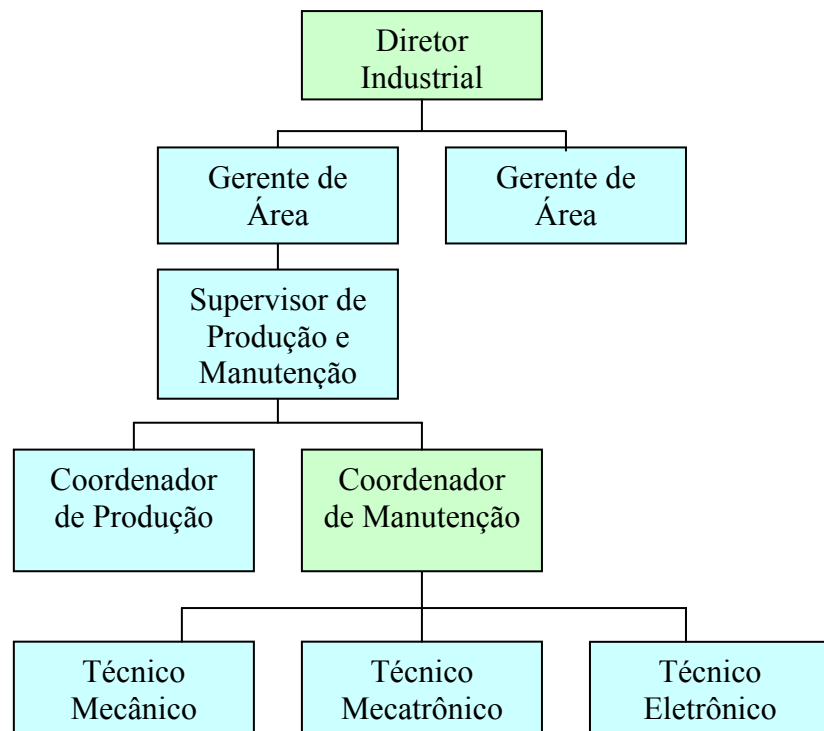 Diretor
Industrial
Gerente de
Área
Gerente de
Área
Supervisor de
Produção e
Manutenção
Coordenador
de Produção
Coordenador
de Manutenção
Técnico
Mecânico
Técnico
Mecatrônico
Técnico
Eletrônico